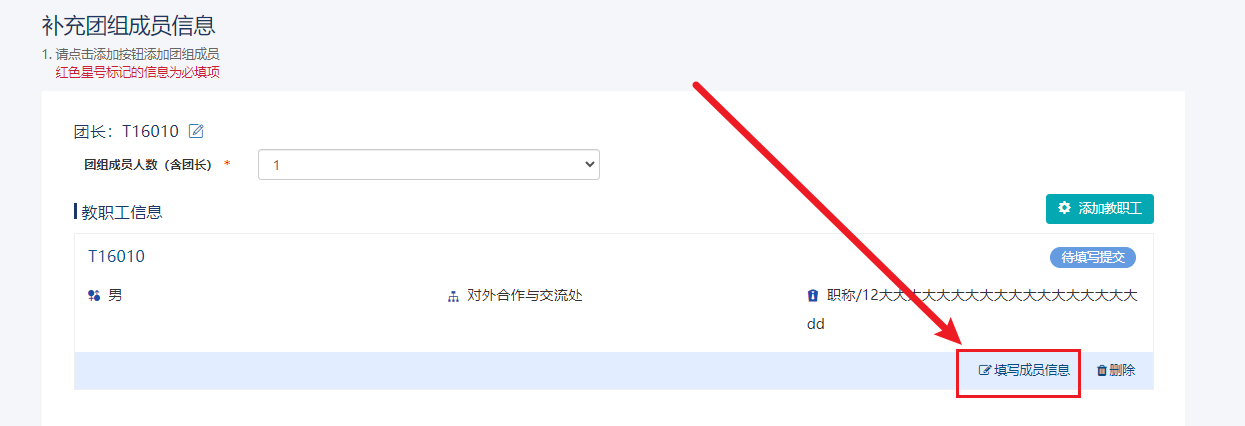 补充团组成员信息
1. 请点击添加按钮添加团组成员
红色星号标记的信息为必填项
团长：T16010
团组成员人数（含团长） *
1
教职工信息
添加教职工
T16010
待填写提交
男
对外合作与交流处
职称/12大大大大大大大大大大大大大大大大大大
dd
填写成员信息
删除